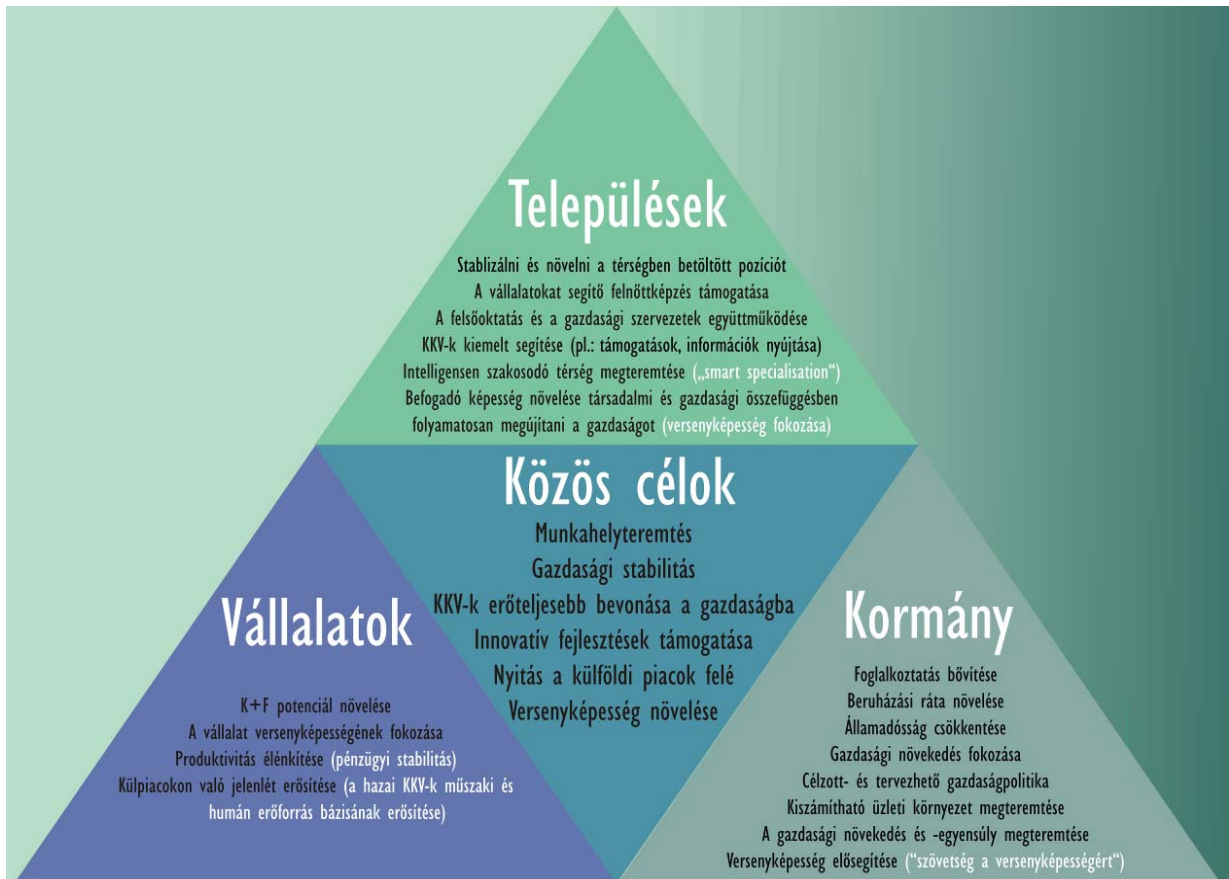 Települések
Stablizálni és növelni a térségben betöltött pozíciót
A vállalatokat segítő felnőttképzés támogatása
A felsőoktatás és a gazdasági szervezetek együttműködése
KKV-k kiemelt segítése (pl.: támogatások, információk nyújtása)
Intelligensen szakosodó térség megteremtése („smart specialisation“)
Befogadó képesség növelése társadalmi és gazdasági összefüggésben
folyamatosan megújítani a gazdaságot (versenyképesség fokozása)
Közös célok
Munkahelyteremtés
Gazdasági stabilitás
KKV-k erőteljesebb bevonása a gazdaságba
Innovatív fejlesztések támogatása
Nyitás a külföldi piacok felé
Versenyképesség növelése
Vállalatok
K+F potenciál növelése
A vállalat versenyképességének fokozása
Produktivitás élénkítése (pénzügyi stabilitás)
Külpiacokon való jelenlét erősítése (a hazai KKV-k műszaki és
humán erőforrás bázisának erősítése)
Kormány
Foglalkoztatás bővítése
Beruházási ráta növelése
Államadósság csökkentése
Gazdasági növekedés fokozása
Célzott- és tervezhető gazdaságpolitika
Kiszámítható üzleti környezet megteremtése
A gazdasági növekedés és -egyensúly megteremtése
Versenyképesség elősegítése (“szövetség a versenyképességért“)